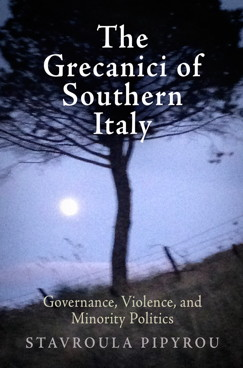 The
Grecanici of
Southern
Italy
Governance, Violence, and
Minority Politics
STAVROULA PIPYROU